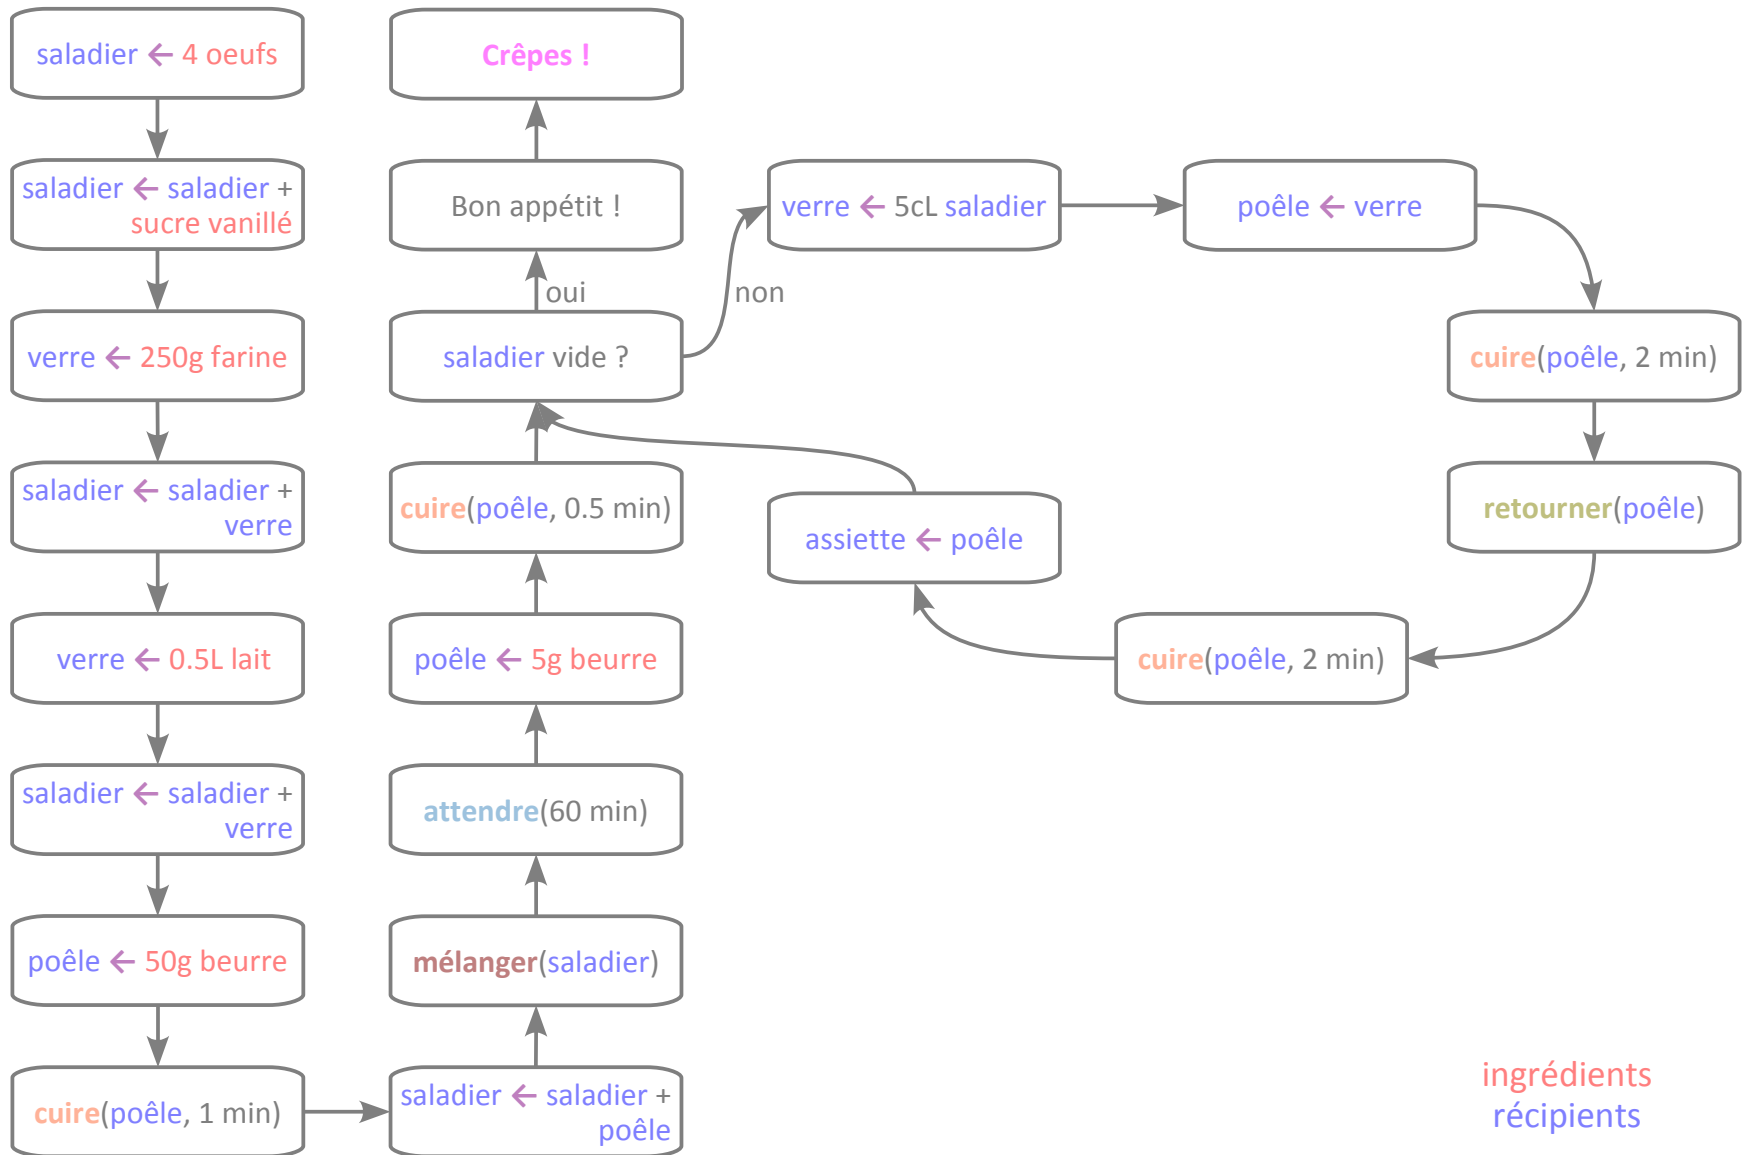 saladier ← 4 oeufs
saladier ← saladier +
sucre vanillé
verre ← 250g farine
saladier ← saladier +
verre
verre ← 0.5L lait
saladier ← saladier +
verre
poêle ← 50g beurre
cuire(poêle, 1 min)
saladier ← saladier +
poêle
mélanger(saladier)
attendre(60 min)
poêle ← 5g beurre
cuire(poêle, 0.5 min)
saladier vide ?
oui
Bon appétit !
Crêpes !
non
verre ← 5cL saladier
poêle ← verre
cuire(poêle, 2 min)
retourner(poêle)
cuire(poêle, 2 min)
assiette ← poêle
ingrédients
récipients